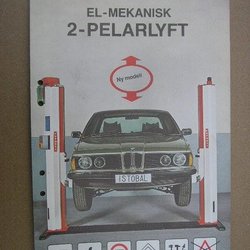 EL-MEKANISK
2-PELARLYFT
Ny modell
ISTOBAL